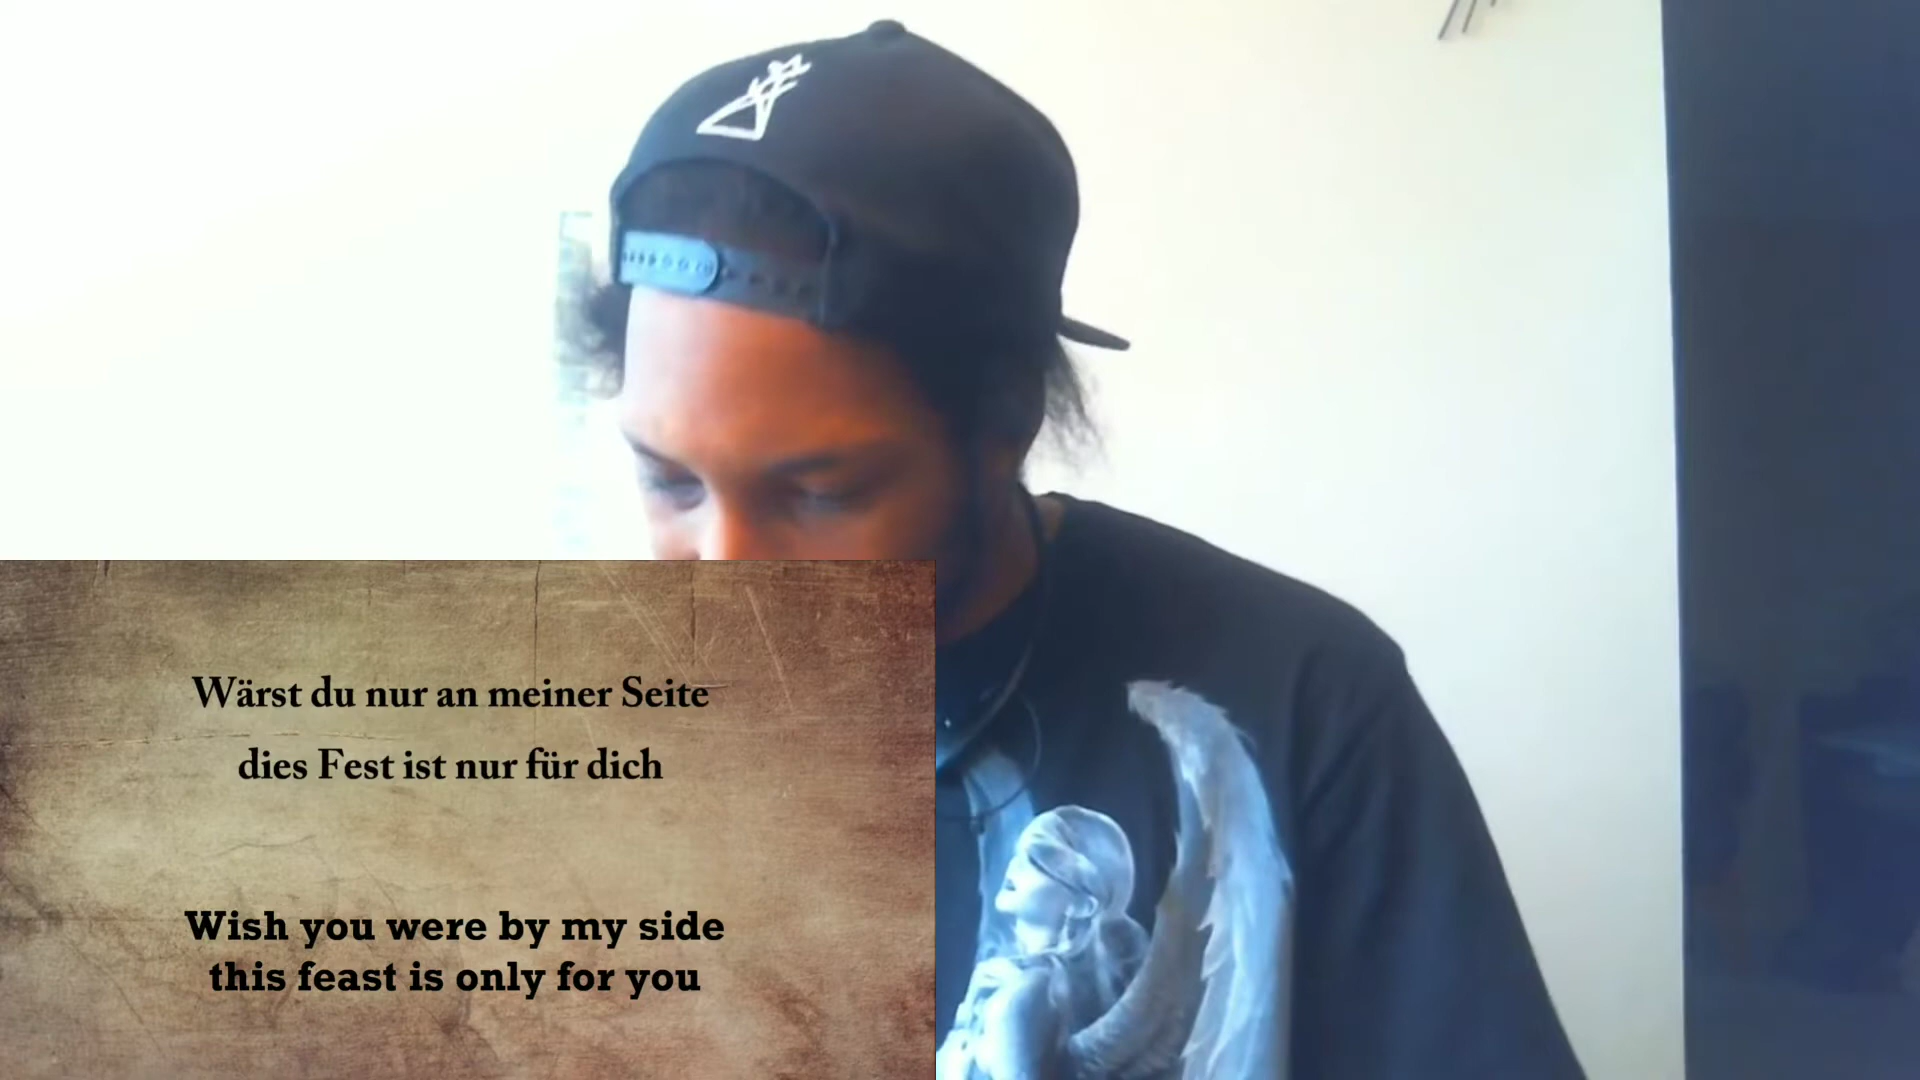 Wärst du nur an meiner Seite
dies Fest ist nur für dich
Wish you were by my side
this feast is only for you